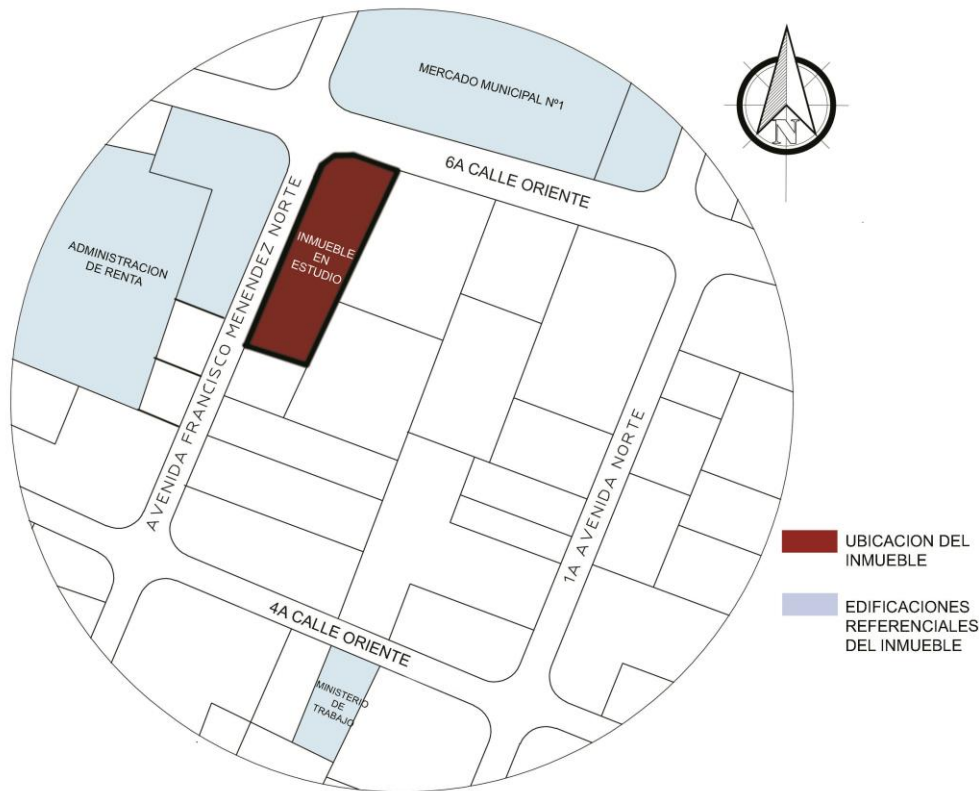 MERCADO MUNICIPAL Nº1
N
6A CALLE ORIENTE
AVENIDA FRANCISCO MENENDEZ NORTE
INMUEBLE
EN
ESTUDIO
ADMINISTRACION
DE RENTA
1A AVENIDA NORTE
4A CALLE ORIENTE
MINISTERIO
DE
TRABAJO
UBICACION DEL
INMUEBLE
EDIFICACIONES
REFERENCIALES
DEL INMUEBLE